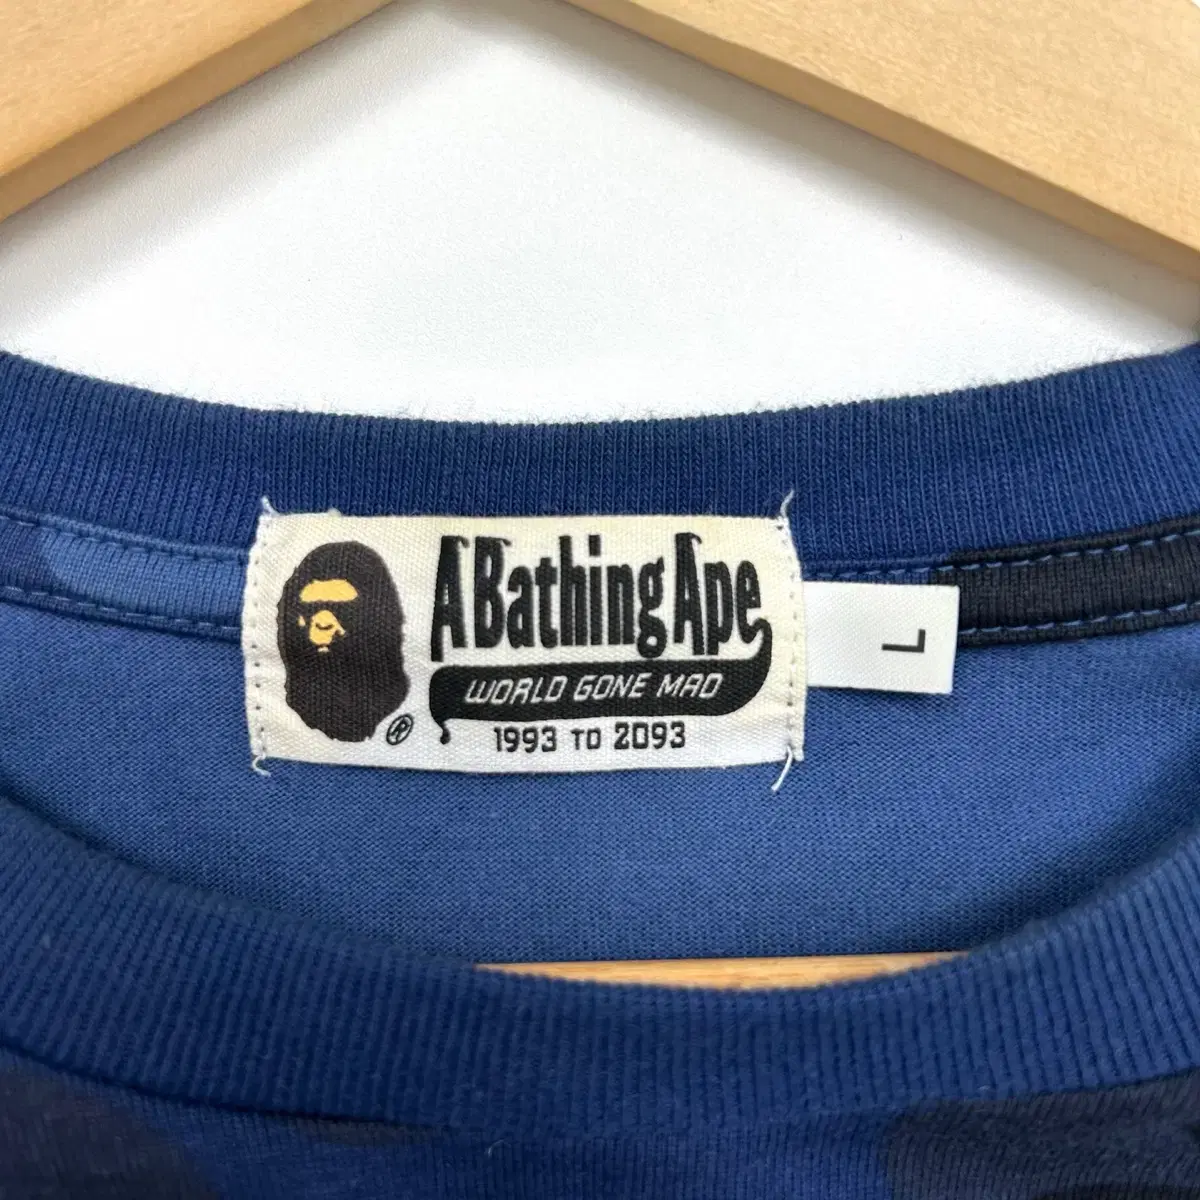 A Bathing Ape
WORLD GONE MAD
1993 TO 2093
®
L